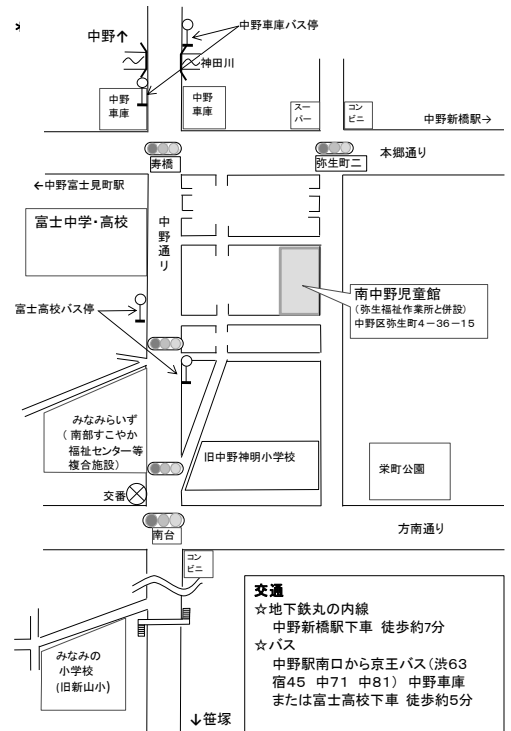 中野↑
中野車庫バス停
神田川
中野
車庫
中野
車庫
スー
パー
コン
ビニ
中野新橋駅→
本郷通り
寿橋
弥生町二
←中野富士見町駅
富士中学・高校
中野通り
南中野児童館
(弥生福祉作業所と併設)
中野区弥生町4-36-15
富士高校バス停
みなみらいず
(南部すこやか
福祉センター等
複合施設)
旧中野神明小学校
栄町公園
交番
南台
方南通り
コン
ビニ
みなみの
小学校
(旧新山小)
↓笹塚
交通
☆地下鉄丸の内線
中野新橋駅下車 徒歩約7分
☆バス
中野駅南口から京王バス(渋63
宿45 中71 中81) 中野車庫
または富士高校下車 徒歩約5分